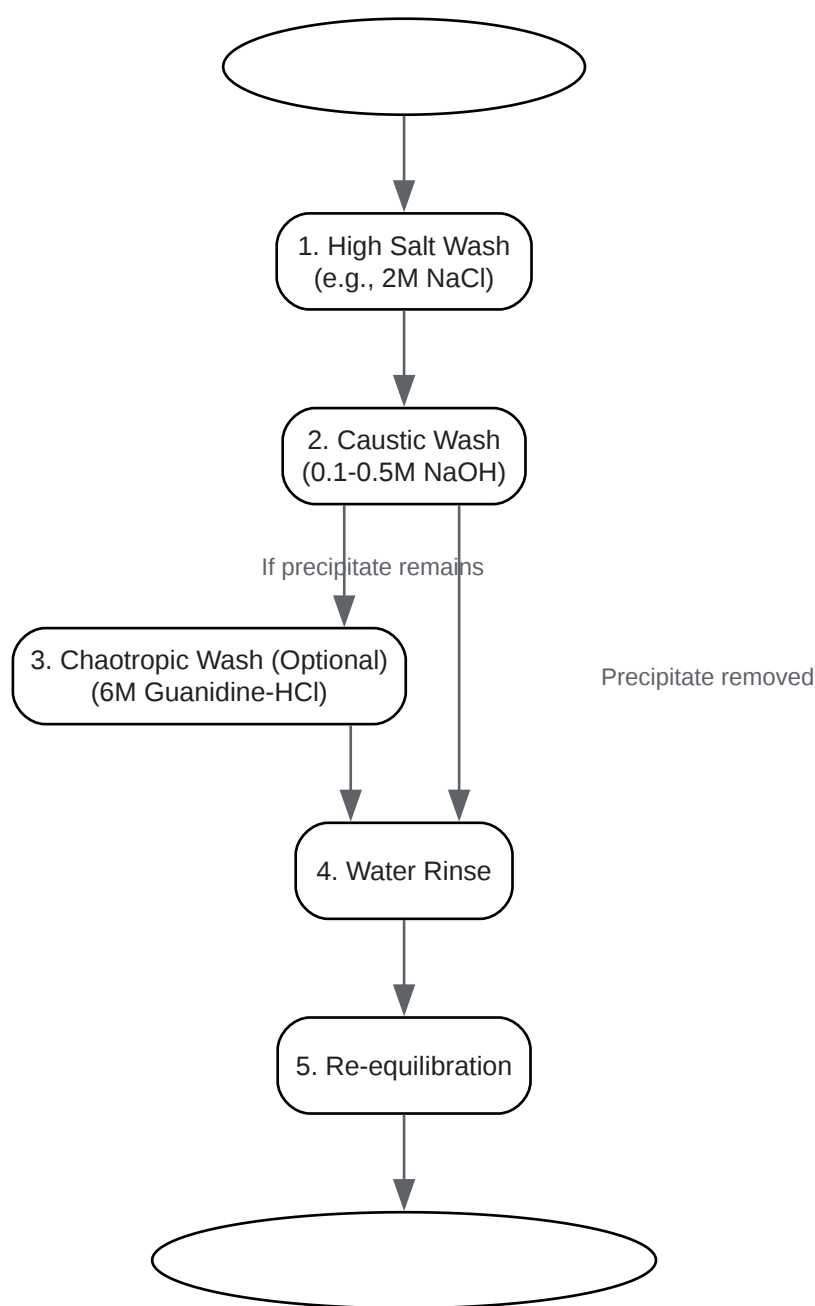 1. High Salt Wash
(e.g., 2M NaCl)
2. Caustic Wash
(0.1-0.5M NaOH)
If precipitate remains
3. Chaotropic Wash (Optional)
(6M Guanidine-HCl)
Precipitate removed
4. Water Rinse
5. Re-equilibration